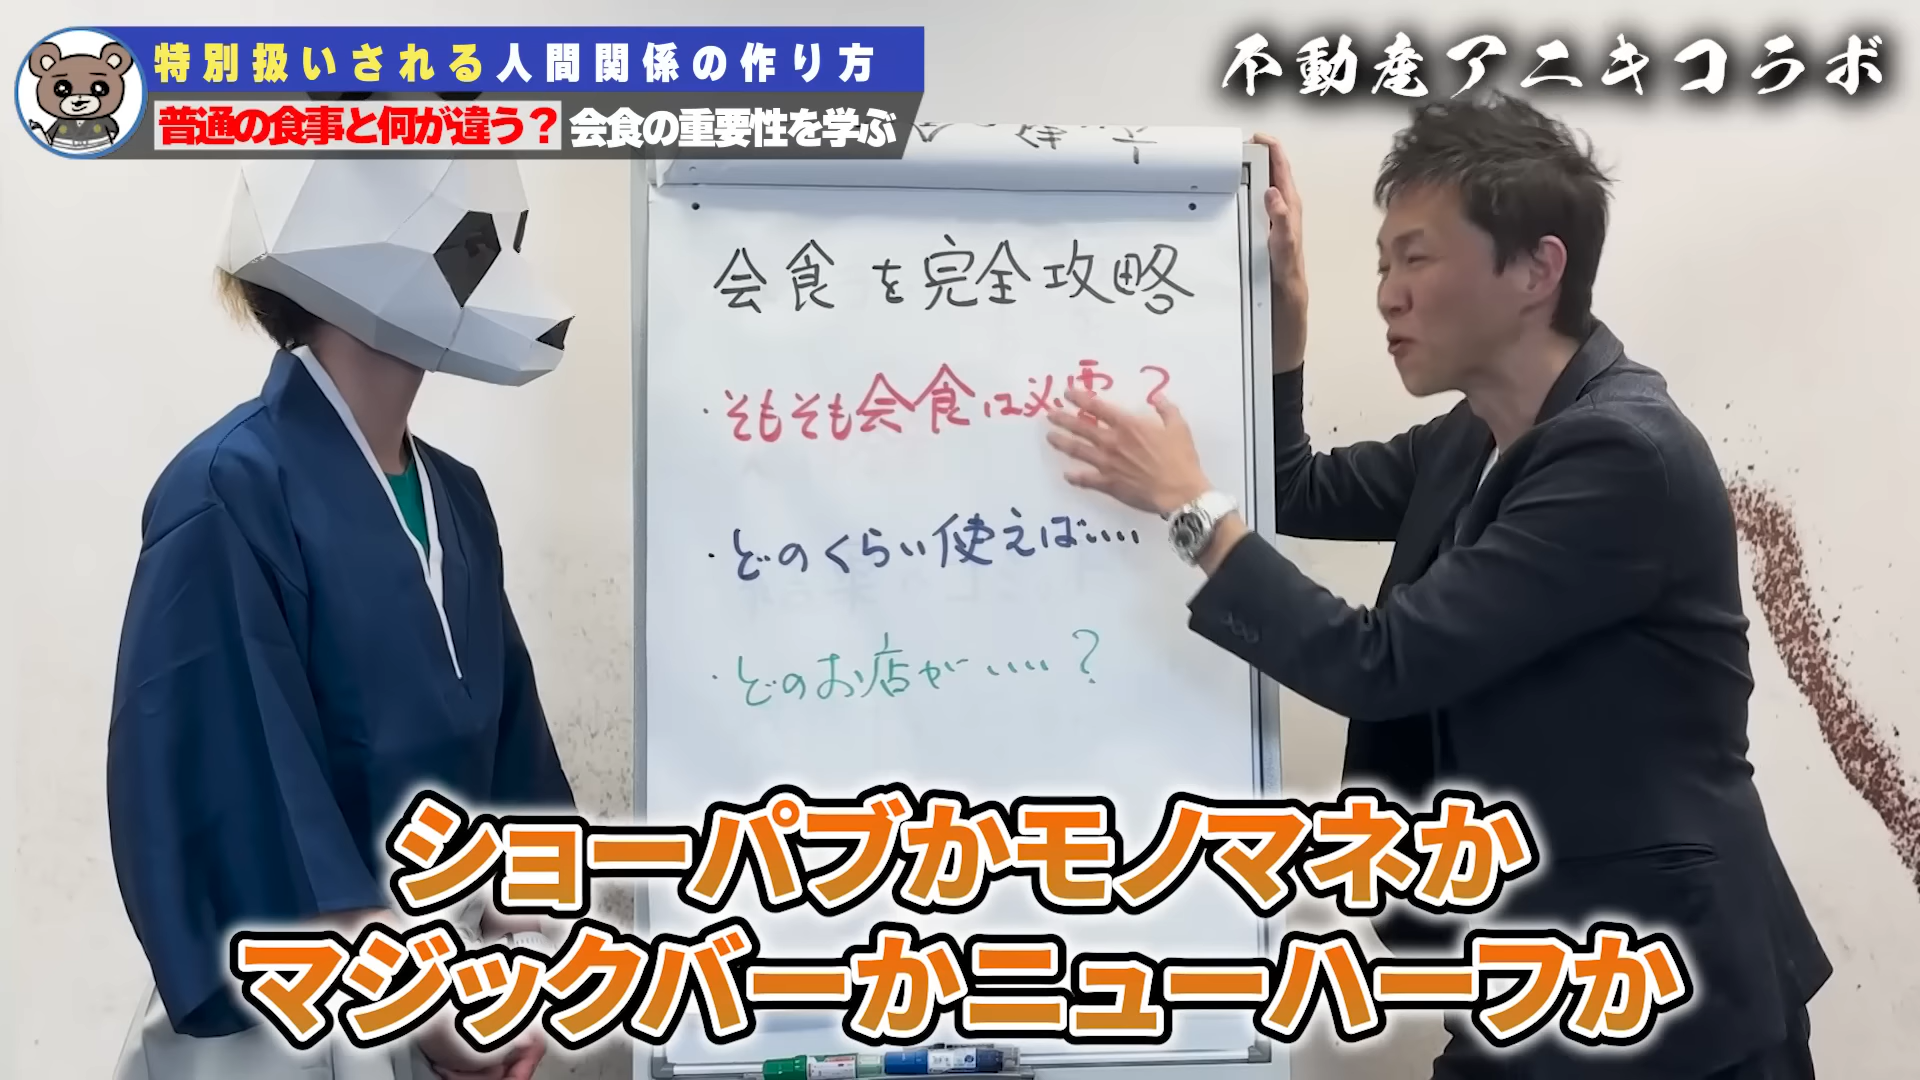 特別扱いされる人間関係の作り方
普通の食事と何が違う？ 会食の重要性を学ぶ
不動産アニキコラボ
会食を完全攻略
・そもそも会食は必要？
・どのくらい使えばいい…
・どのお店がいい…？
ショーパブかモノマネか
マジックバーかニューハーフか